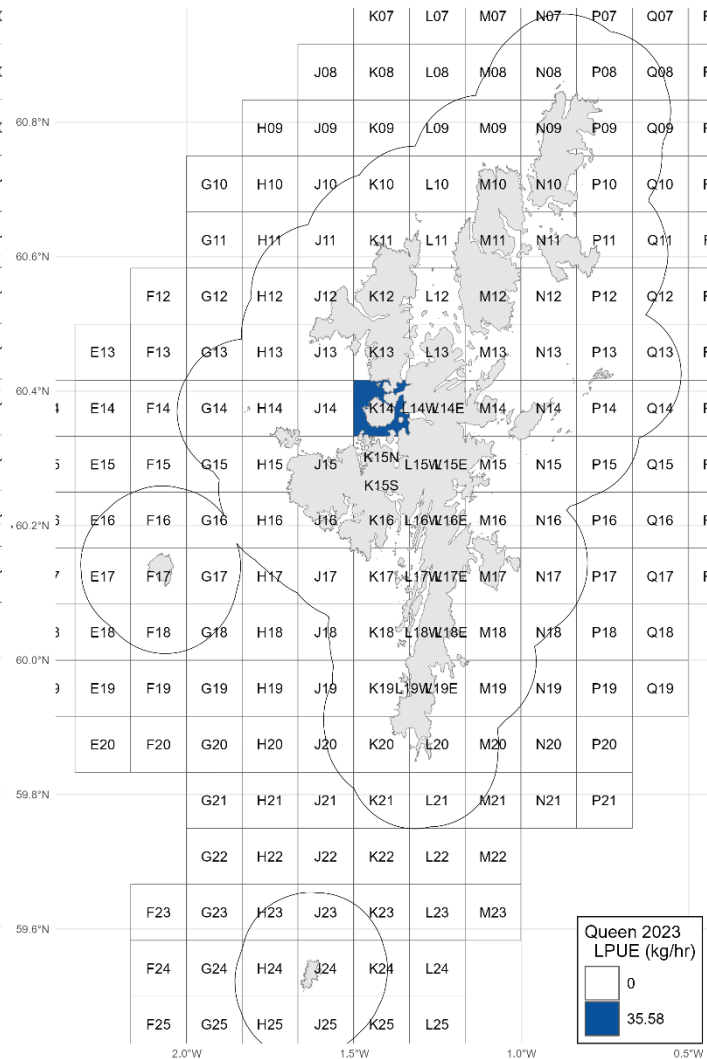 K07 L07 M07 N07 P07 Q07
J08 K08 L08 M08 N08 P08 Q08
60.8°N
H09 J09 K09 L09 M09 N09 P09 Q09
G10 H10 J10 K10 L10 M10 N10 P10 Q10
G11 H11 J11 K11 L11 M11 N11 P11 Q11
60.6°N
F12 G12 H12 J12 K12 L12 M12 N12 P12 Q12
E13 F13 G13 H13 J13 K13 L13 M13 N13 P13 Q13
60.4°N
E14 F14 G14 H14 J14 K14 L14W L14E M14 N14 P14 Q14
K15N
E15 F15 G15 H15 J15 L15W L15E M15 N15 P15 Q15
K15S
60.2°N
E16 F16 G16 H16 J16 K16 L16W L16E M16 N16 P16 Q16
E17 F17 G17 H17 J17 K17 L17W L17E M17 N17 P17 Q17
E18 F18 G18 H18 J18 K18 L18W L18E M18 N18 P18 Q18
60.0°N
E19 F19 G19 H19 J19 K19 L19W L19E M19 N19 P19 Q19
E20 F20 G20 H20 J20 K20 L20 M20 N20 P20
59.8°N
G21 H21 J21 K21 L21 M21 N21 P21
G22 H22 J22 K22 L22 M22
F23 G23 H23 J23 K23 L23 M23
59.6°N
F24 G24 H24 J24 K24 L24
F25 G25 H25 J25 K25 L25
Queen 2023
LPUE (kg/hr)
0
35.58
2.0°W 1.5°W 1.0°W 0.5°W